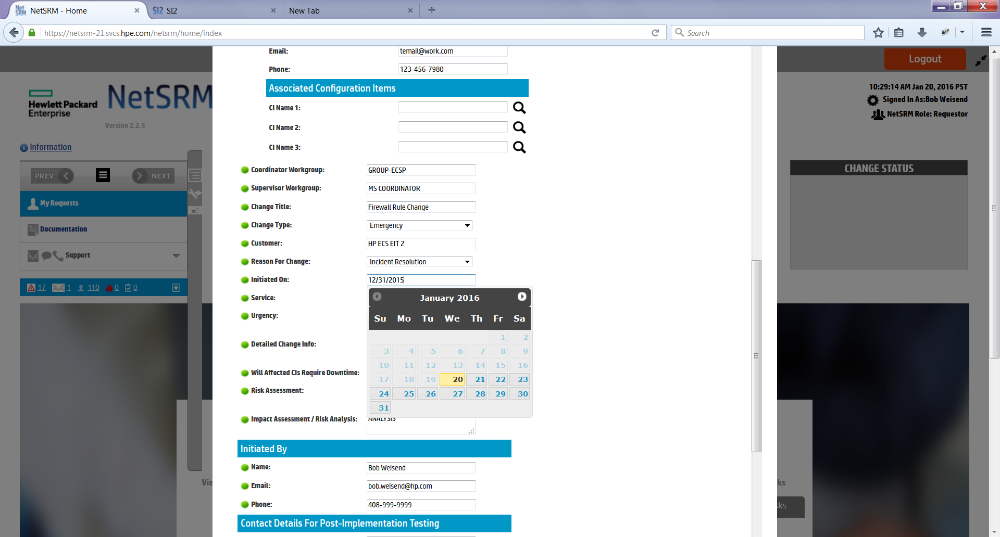 NetSRM - Home
SI2 SI2
New Tab
https://netsrm-21.svcs.hpe.com/netsrm/home/index
Search
Logout
10:29:14 AM Jan 20, 2016 PST
Signed In As:Bob Weisend
NetSRM Role: Requestor
Hewlett Packard
Enterprise
NetSRM
Version 2.2.5
Information
PREV
NEXT
My Requests
Documentation
Support
17 1 110 0 0
CHANGE STATUS
Email: temail@work.com
Phone: 123-456-7980
Associated Configuration Items
CI Name 1:
CI Name 2:
CI Name 3:
Coordinator Workgroup: GROUP-ECSP
Supervisor Workgroup: MS COORDINATOR
Change Title: Firewall Rule Change
Change Type: Emergency
Customer: HP ECS EIT 2
Reason For Change: Incident Resolution
Initiated On: 12/31/2015
Service:
Urgency:
Detailed Change Info:
Will Affected CIs Require Downtime:
Risk Assessment:
Impact Assessment / Risk Analysis: ANALYSIS
January 2016
Su Mo Tu We Th Fr Sa
1 2
3 4 5 6 7 8 9
10 11 12 13 14 15 16
17 18 19 20 21 22 23
24 25 26 27 28 29 30
31
Initiated By
Name: Bob Weisend
Email: bob.weisend@hp.com
Phone: 408-999-9999
Contact Details For Post-Implementation Testing
Vie
ks
sks